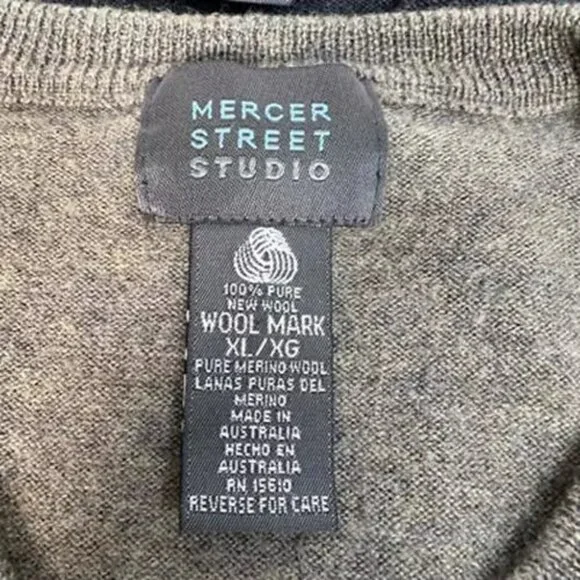 MERCER
STREET
STUDIO
100% PURE
NEW WOOL
WOOL MARK
XL/XG
PURE MERINO WOOL
LANAS PURAS DEL
MERINO
MADE IN
AUSTRALIA
HECHO EN
AUSTRALIA
RN 15610
REVERSE FOR CARE